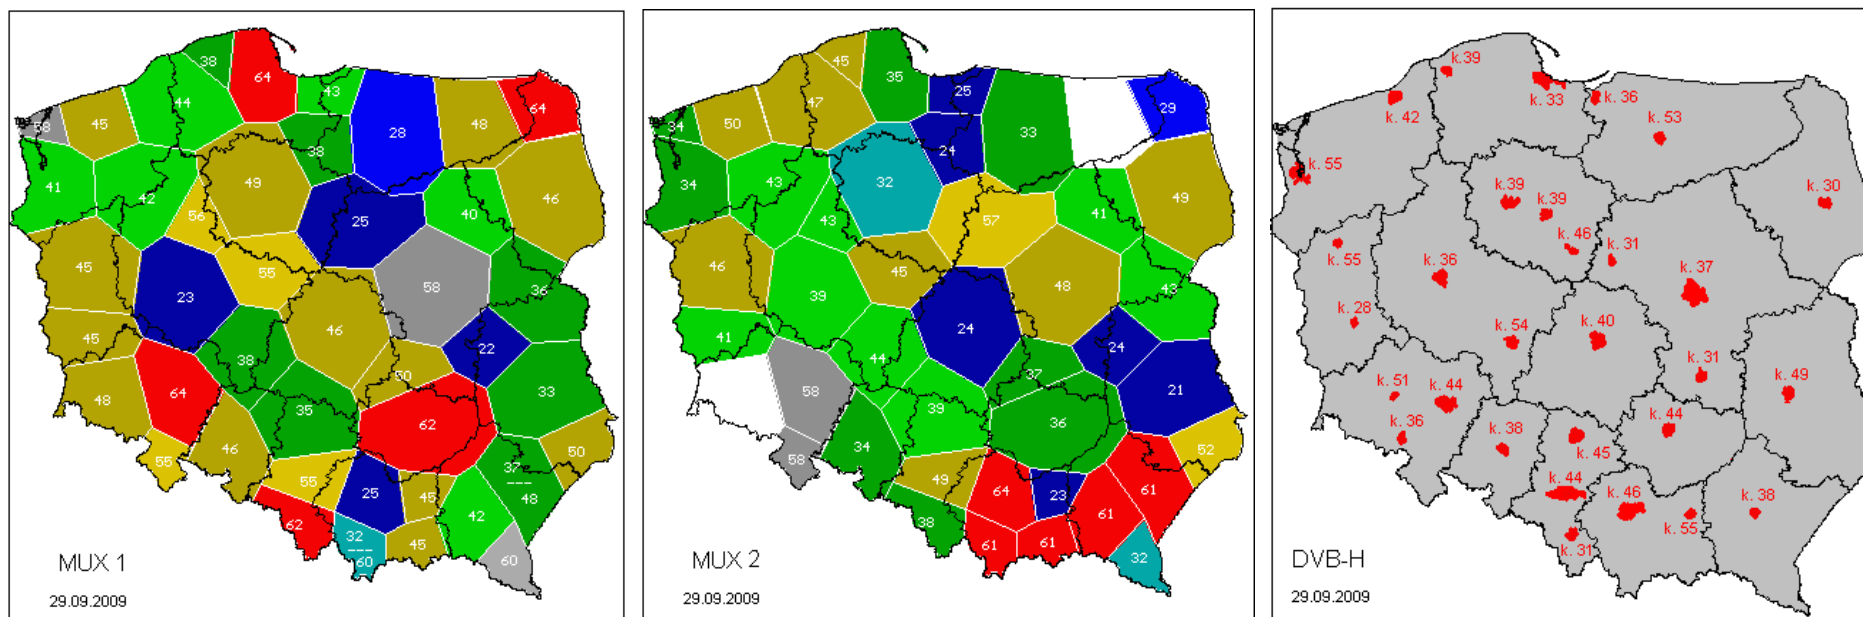 38
64
43
44
58
45
28
48
64
38
41
42
49
46
56
40
25
45
55
58
36
23
46
45
22
38
50
48
64
33
35
62
46
50
55
37
---
55
25
45
48
62
32
42
---
60
45
60
MUX 1
29.09.2009
45
35
25
47
29
34
50
33
24
34
43
32
49
43
41
57
46
45
48
43
39
41
24
24
44
37
21
58
39
36
34
52
58
49
64
23
61
61
38
61
61
32
MUX 2
29.09.2009
k. 39
k. 33
k. 36
k. 42
k. 53
k. 55
k. 39
k. 39
k. 30
k. 46
k. 31
k. 55
k. 36
k. 37
k. 28
k. 54
k. 40
k. 31
k. 51
k. 44
k. 49
k. 36
k. 38
k. 44
k. 45
k. 44
k. 46
k. 38
k. 55
k. 31
DVB-H
29.09.2009